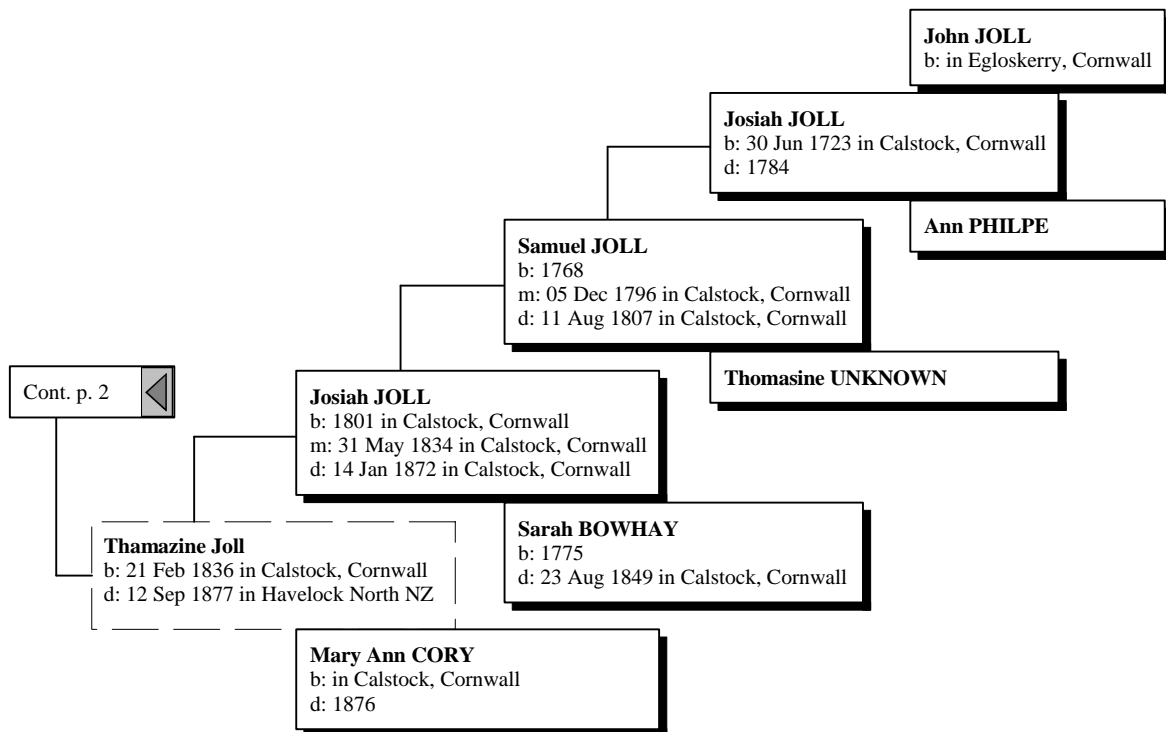 John JOLL
b: in Egloskerry, Cornwall
Josiah JOLL
b: 30 Jun 1723 in Calstock, Cornwall
d: 1784
Ann PHILPE
Samuel JOLL
b: 1768
m: 05 Dec 1796 in Calstock, Cornwall
d: 11 Aug 1807 in Calstock, Cornwall
Thomasine UNKNOWN
Cont. p. 2
Josiah JOLL
b: 1801 in Calstock, Cornwall
m: 31 May 1834 in Calstock, Cornwall
d: 14 Jan 1872 in Calstock, Cornwall
Sarah BOWHAY
b: 1775
d: 23 Aug 1849 in Calstock, Cornwall
Thamazine Joll
b: 21 Feb 1836 in Calstock, Cornwall
d: 12 Sep 1877 in Havelock North NZ
Mary Ann CORY
b: in Calstock, Cornwall
d: 1876